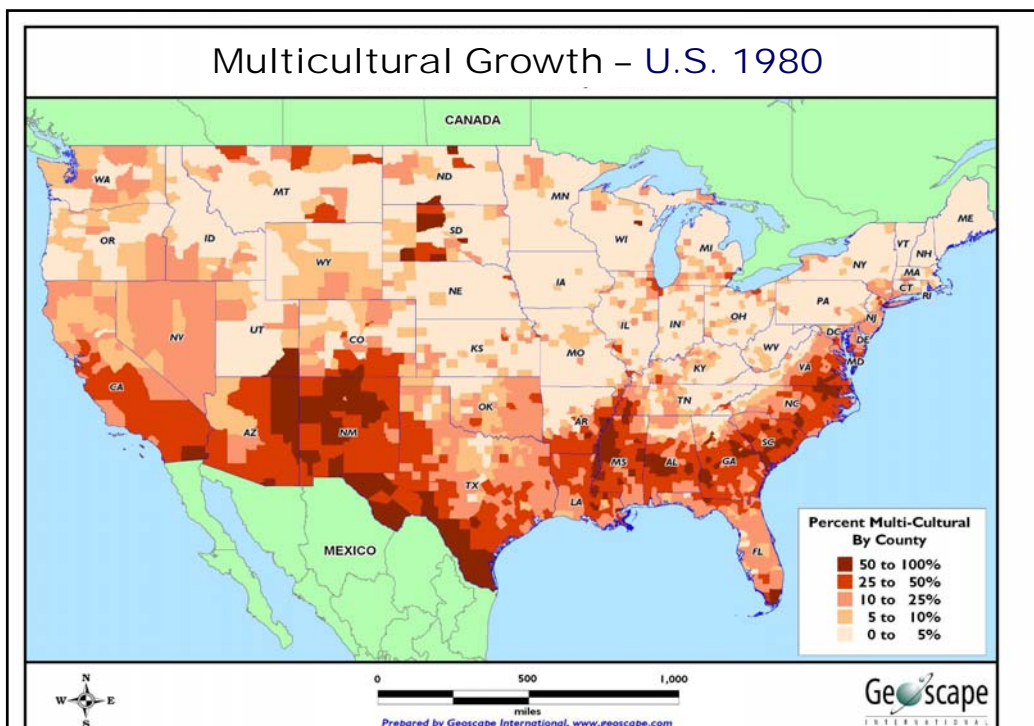 Multicultural Growth – U.S. 1980
CANADA
WA
MT
ND
MN
ME
OR
ID
SD
WI
MI
VT
NH
NY
WY
MA
CT
RI
IA
NE
PA
NV
UT
CO
IL
IN
OH
NJ
DC
DE
MD
KS
MO
WV
VA
KY
CA
AZ
NM
OK
AR
TN
NC
SC
MS
AL
GA
TX
LA
FL
MEXICO
Percent Multi-Cultural
By County
50 to 100%
25 to 50%
10 to 25%
5 to 10%
0 to 5%
N
W E
S
0 500 1,000
miles
Prepared by Geoscape International, www.geoscape.com
Geoscape
INTERNATIONAL